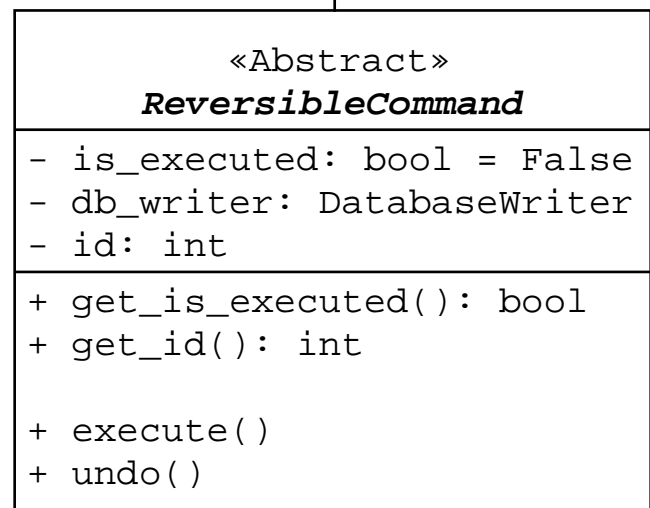 «Abstract»
ReversibleCommand
- is_executed: bool = False
- db_writer: DatabaseWriter
- id: int
+ get_is_executed(): bool
+ get_id(): int
+ execute()
+ undo()